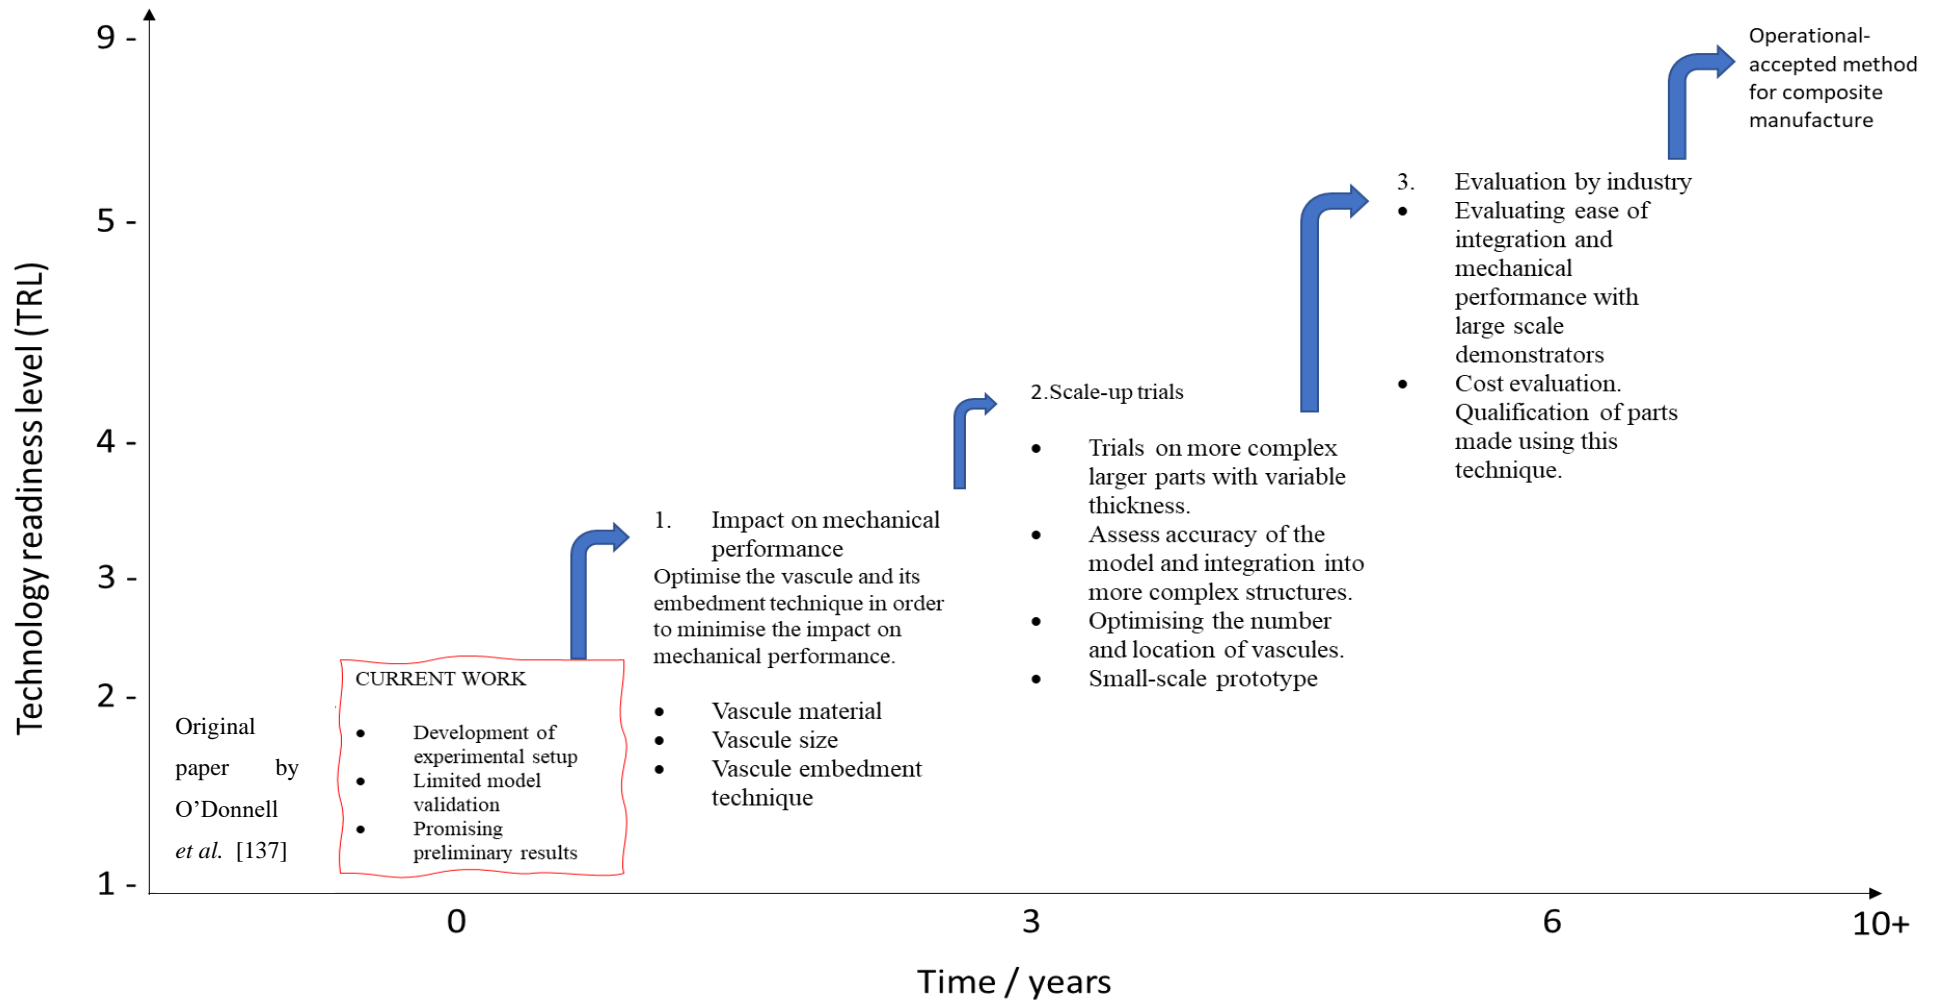 9 -
5 -
4 -
3 -
2 -
1 -
Technology readiness level (TRL)
Original
paper by
O’Donnell
et al. [137]
CURRENT WORK
• Development of
experimental setup
• Limited model
validation
• Promising
preliminary results
1. Impact on mechanical
performance
Optimise the vascule and its
embedment technique in order
to minimise the impact on
mechanical performance.
• Vascule material
• Vascule size
• Vascule embedment
technique
2.Scale-up trials
• Trials on more complex
larger parts with variable
thickness.
• Assess accuracy of the
model and integration into
more complex structures.
• Optimising the number
and location of vascules.
• Small-scale prototype
3. Evaluation by industry
• Evaluating ease of
integration and
mechanical
performance with
large scale
demonstrators
• Cost evaluation.
Qualification of parts
made using this
technique.
Operational-
accepted method
for composite
manufacture
0 3 6 10+
Time / years